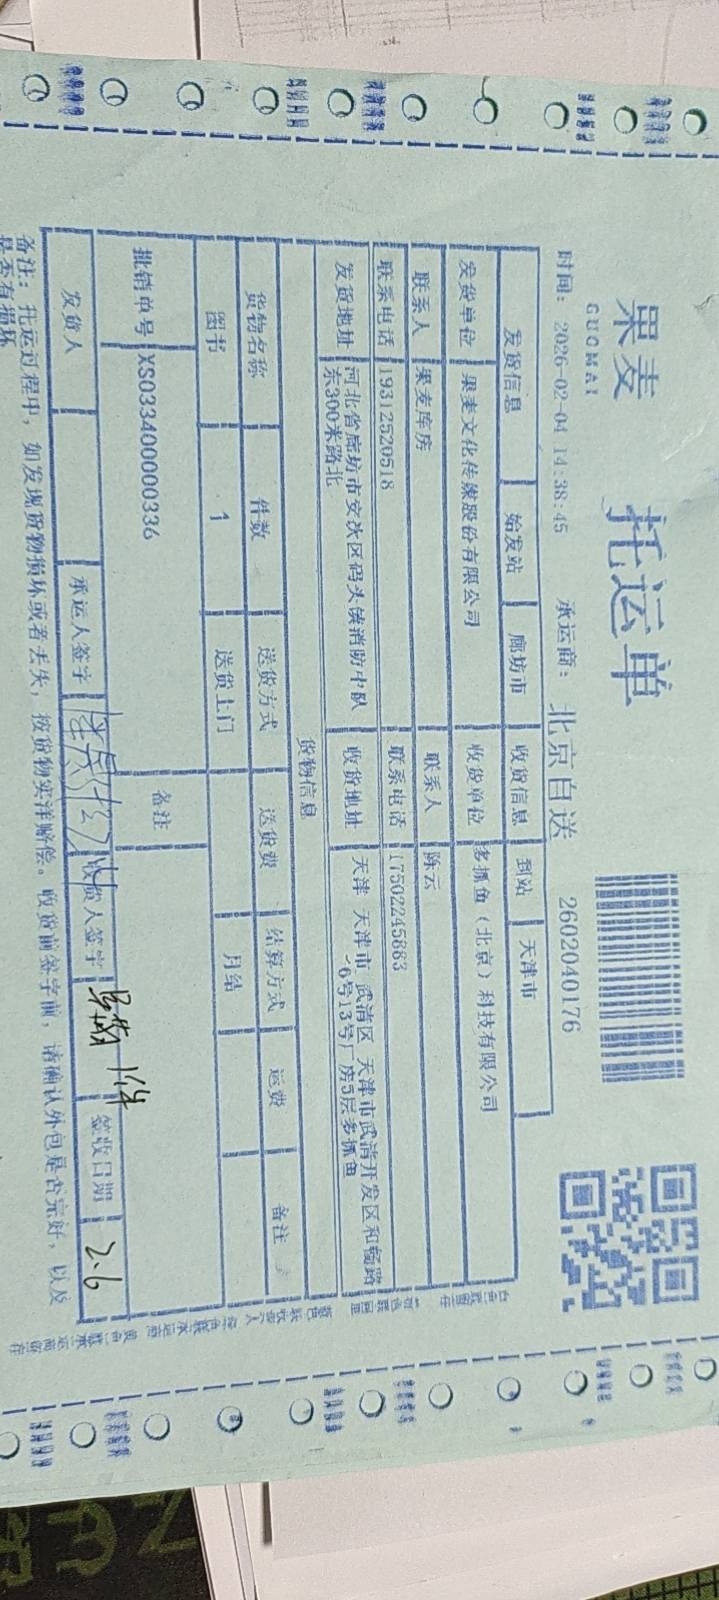 果麦
GUOMAI
托运单
时间: 2026-02-04 14:38:45 承运商: 北京自送 2602040176
发货信息 始发站 廊坊市 收货信息 到站 天津市
发货单位 果麦文化传媒股份有限公司 收货单位 多抓鱼（北京）科技有限公司
联系人 果麦库房 联系人 陈云
联系电话 19312520518 联系电话 17502245883
发货地址 河北省廊坊市安次区码头镇消防中队 收货地址 天津 天津市 武清区 天津市武清开发区和畅路
东300米路北 6号13号厂房5层多抓鱼
货物信息
货物名称 件数 送货方式 送货费 结算方式 运费 备注
图书 1 送货上门 月结
批销单号 XS033400000336 备注
发货人 承运人签字 收货人签字 1件 签收日期 2.6
备注: 托运过程中, 如发现货物损坏或者丢失, 按货物实洋赔偿。收货前签字前, 请确认外包是否完好, 以及
是否有损坏